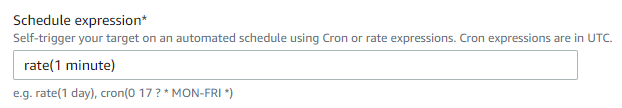 Schedule expression*
Self-trigger your target on an automated schedule using Cron or rate expressions. Cron expressions are in UTC.
rate(1 minute)
e.g. rate(1 day), cron(0 17 ? * MON-FRI *)